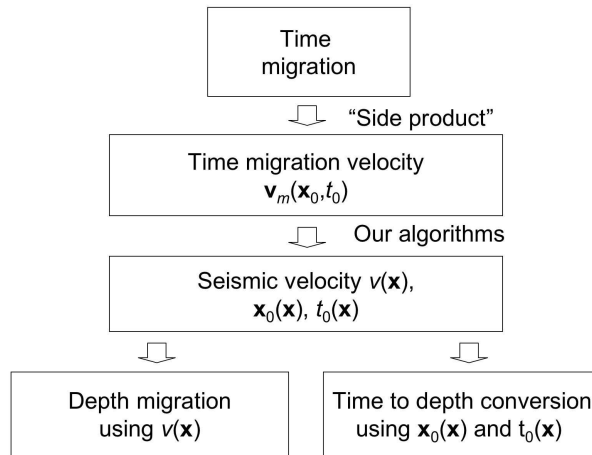 Time
migration
“Side product”
Time migration velocity
𝐯ₘ(𝐱₀,t₀)
Our algorithms
Seismic velocity v(𝐱),
𝐱₀(𝐱), t₀(𝐱)
Depth migration
using v(𝐱)
Time to depth conversion
using 𝐱₀(𝐱) and t₀(𝐱)